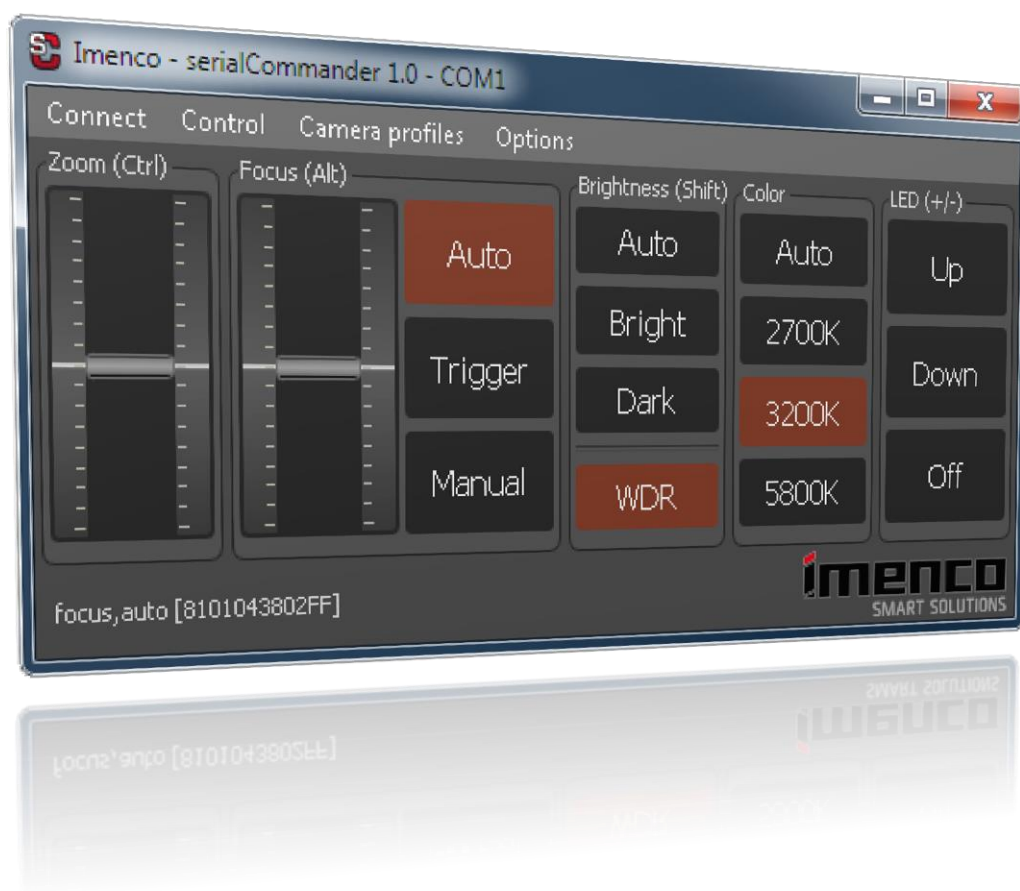 SC Imenco - serialCommander 1.0 - COM1
Connect Control Camera profiles Options
Zoom (Ctrl)
Focus (Alt)
Auto
Trigger
Manual
Brightness (Shift)
Auto
Bright
Dark
WDR
Color
Auto
2700K
3200K
5800K
LED (+/-)
Up
Down
Off
focus,auto [8101043802FF]
imenco
SMART SOLUTIONS